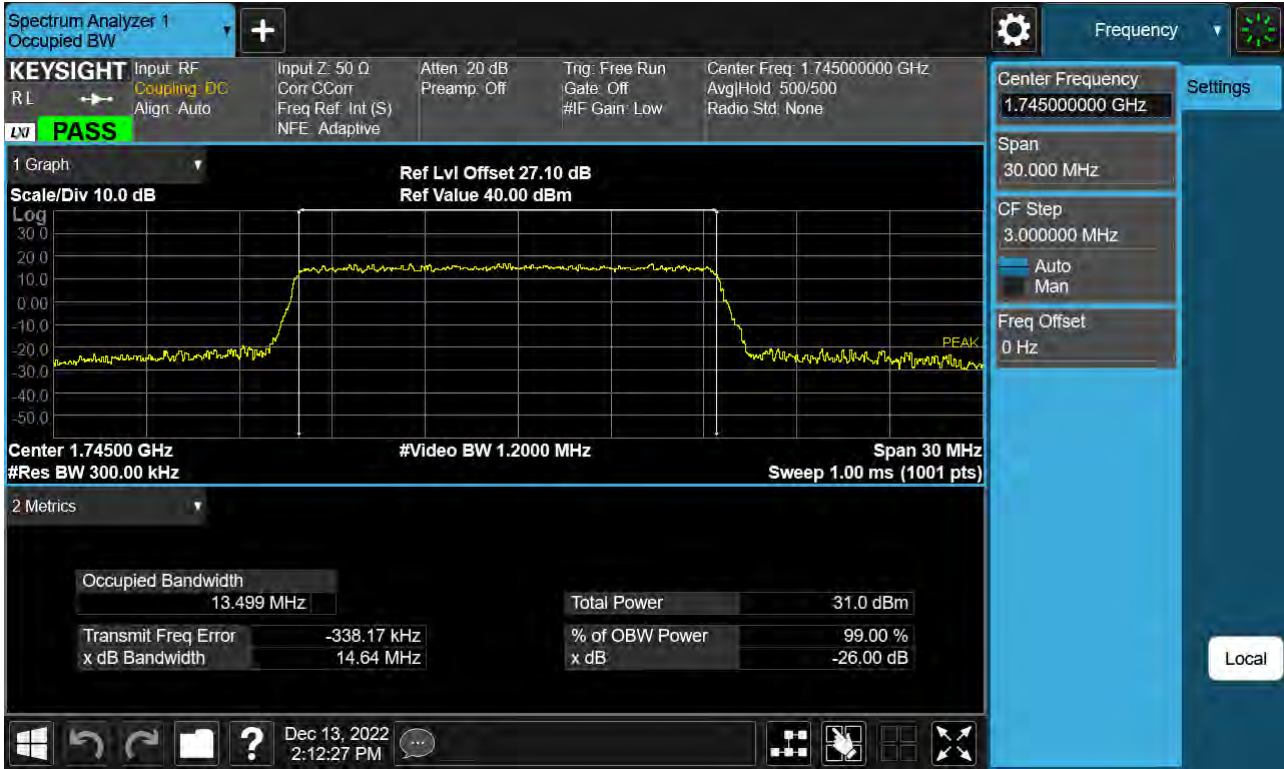 Spectrum Analyzer 1
Occupied BW
Frequency
KEYSIGHT
R L
LXI
PASS
Input: RF
Coupling: DC
Align: Auto
Input Z: 50 Ω
Corr CCorr
Freq Ref: Int (S)
NFE: Adaptive
Atten: 20 dB
Preamp: Off
Trig: Free Run
Gate: Off
#IF Gain: Low
Center Freq: 1.745000000 GHz
Avg|Hold: 500/500
Radio Std: None
Center Frequency
1.745000000 GHz
Settings
Span
30.000 MHz
CF Step
3.000000 MHz
Auto
Man
Freq Offset
0 Hz
1 Graph
Scale/Div 10.0 dB
Ref Lvl Offset 27.10 dB
Ref Value 40.00 dBm
Log
30.0
20.0
10.0
0.00
-10.0
-20.0
-30.0
-40.0
-50.0
PEAK
Center 1.74500 GHz
#Video BW 1.2000 MHz
Span 30 MHz
#Res BW 300.00 kHz
Sweep 1.00 ms (1001 pts)
2 Metrics
Occupied Bandwidth
13.499 MHz
Total Power 31.0 dBm
Transmit Freq Error -338.17 kHz
% of OBW Power 99.00 %
x dB Bandwidth 14.64 MHz
x dB -26.00 dB
Local
?
Dec 13, 2022
2:12:27 PM